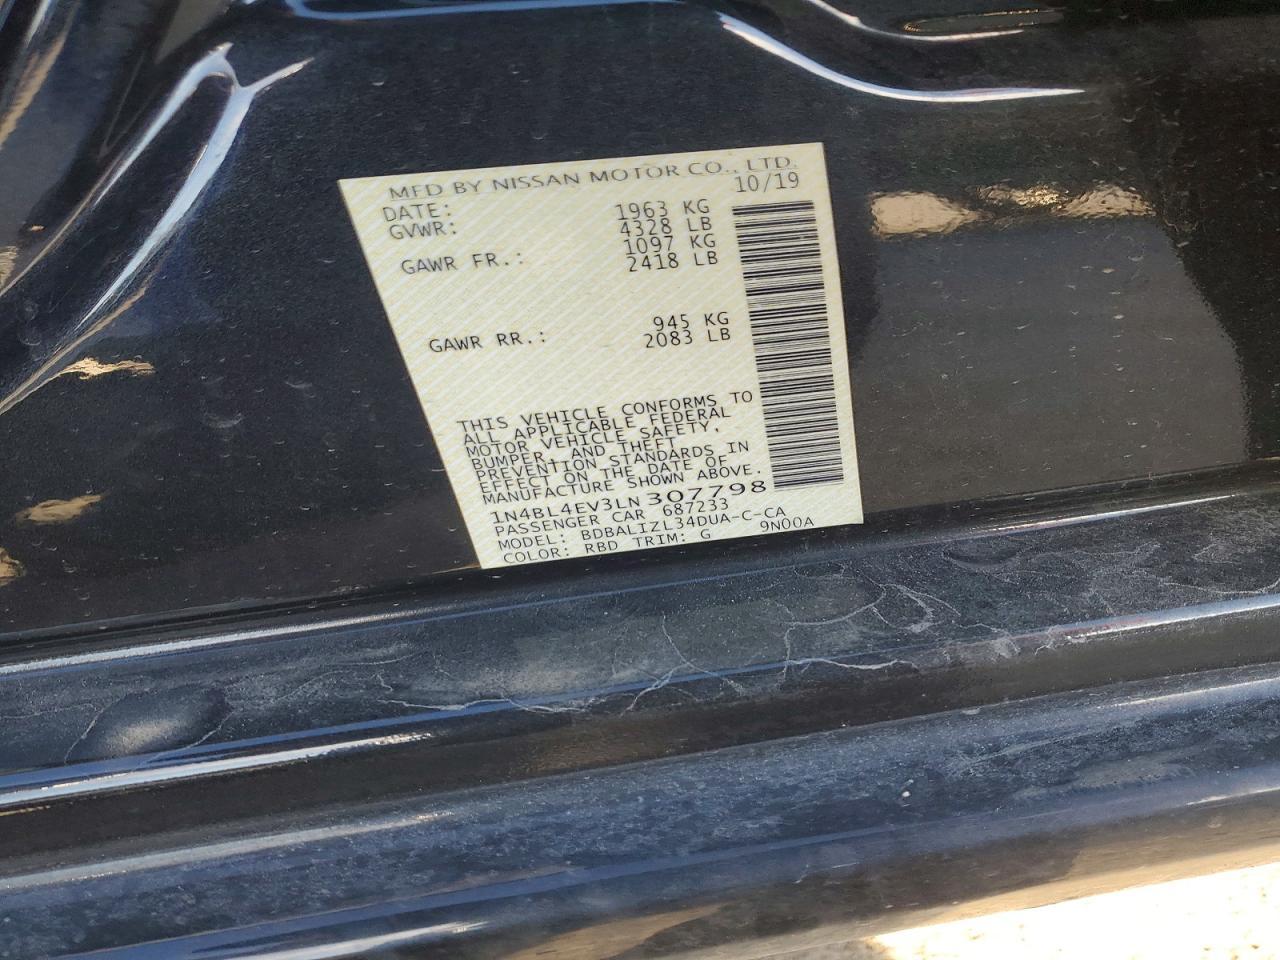 MFD BY NISSAN MOTOR CO., LTD.
DATE: 10/19
GVWR: 1963 KG
4328 LB
GAWR FR.: 1097 KG
2418 LB
GAWR RR.: 945 KG
2083 LB
THIS VEHICLE CONFORMS TO
ALL APPLICABLE FEDERAL
MOTOR VEHICLE SAFETY,
BUMPER, AND THEFT
PREVENTION STANDARDS IN
EFFECT ON THE DATE OF
MANUFACTURE SHOWN ABOVE.
1N4BL4EV3LN307798
PASSENGER CAR 687233
MODEL: BDBALIZL34DUA-C-CA
COLOR: RBD TRIM: G 9N00A